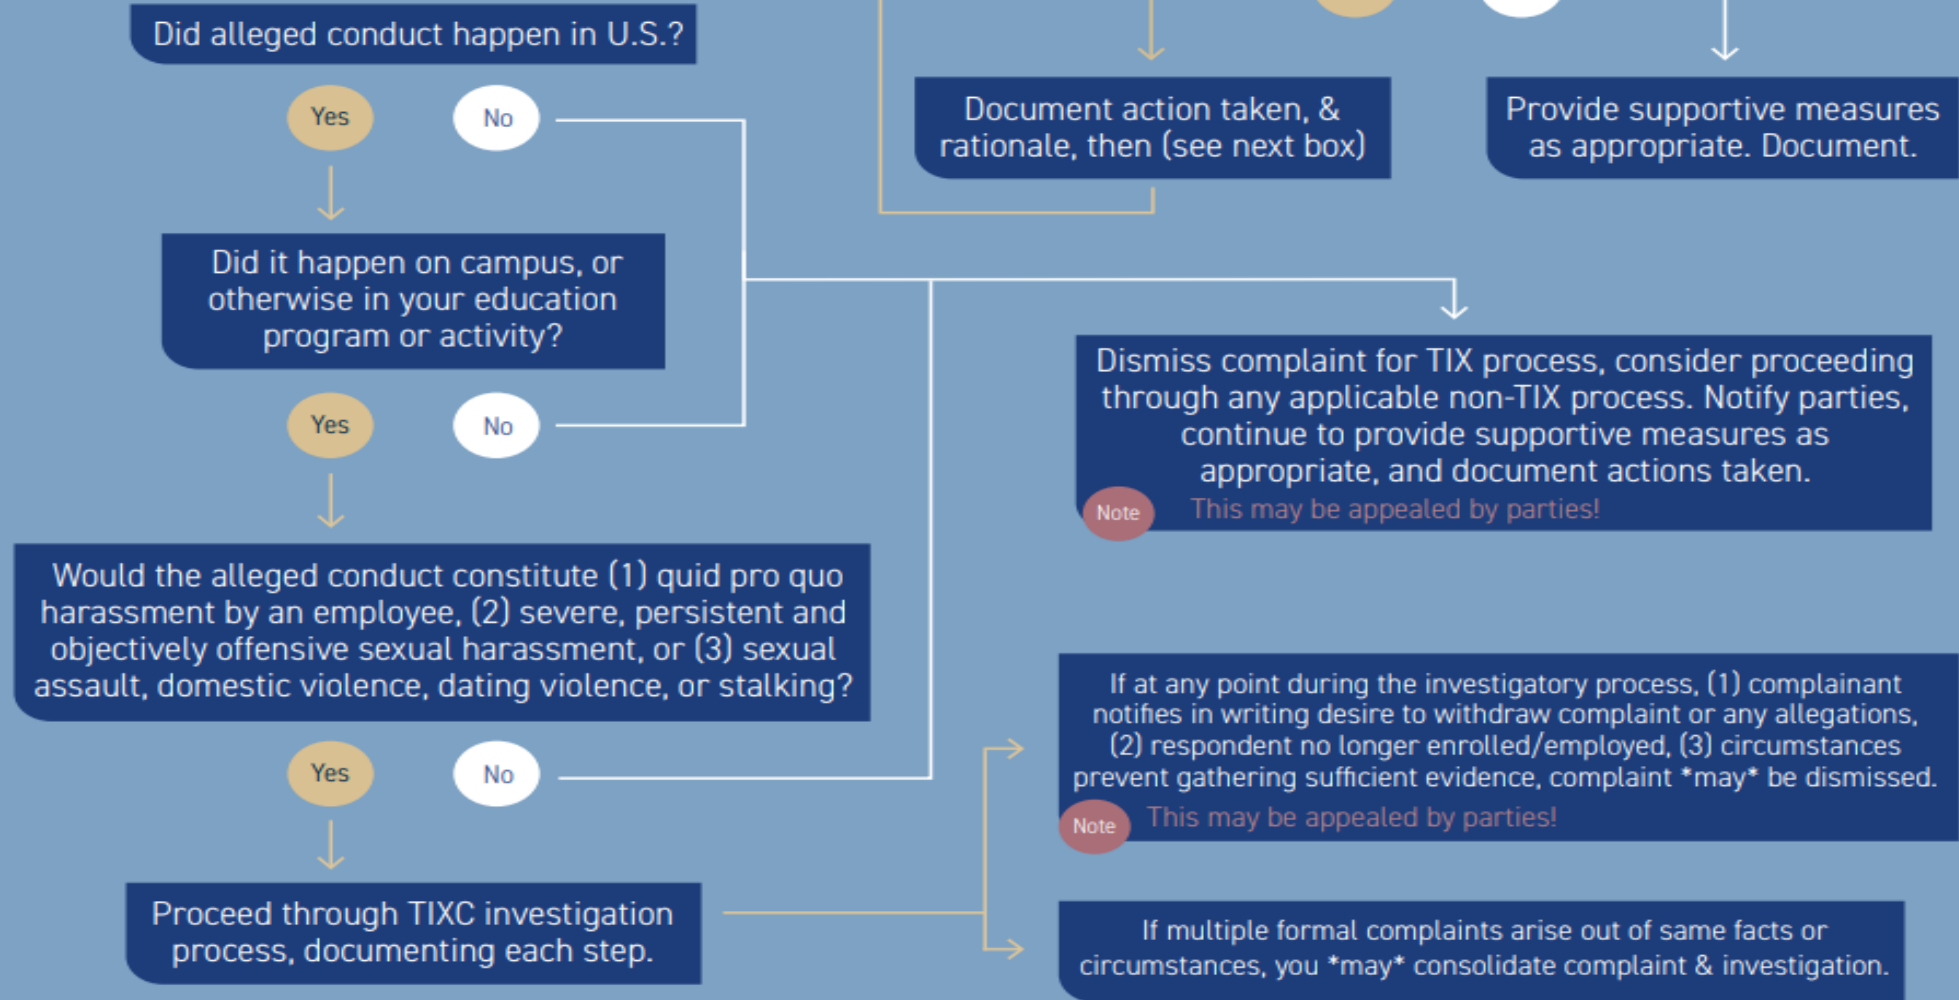 Did alleged conduct happen in U.S.?
Yes
No
Document action taken, &
rationale, then (see next box)
Provide supportive measures
as appropriate. Document.
Did it happen on campus, or
otherwise in your education
program or activity?
Yes
No
Dismiss complaint for TIX process, consider proceeding
through any applicable non-TIX process. Notify parties,
continue to provide supportive measures as
appropriate, and document actions taken.
Note
This may be appealed by parties!
Would the alleged conduct constitute (1) quid pro quo
harassment by an employee, (2) severe, persistent and
objectively offensive sexual harassment, or (3) sexual
assault, domestic violence, dating violence, or stalking?
Yes
No
If at any point during the investigatory process, (1) complainant
notifies in writing desire to withdraw complaint or any allegations,
(2) respondent no longer enrolled/employed, (3) circumstances
prevent gathering sufficient evidence, complaint *may* be dismissed.
Note
This may be appealed by parties!
Proceed through TIXC investigation
process, documenting each step.
If multiple formal complaints arise out of same facts or
circumstances, you *may* consolidate complaint & investigation.